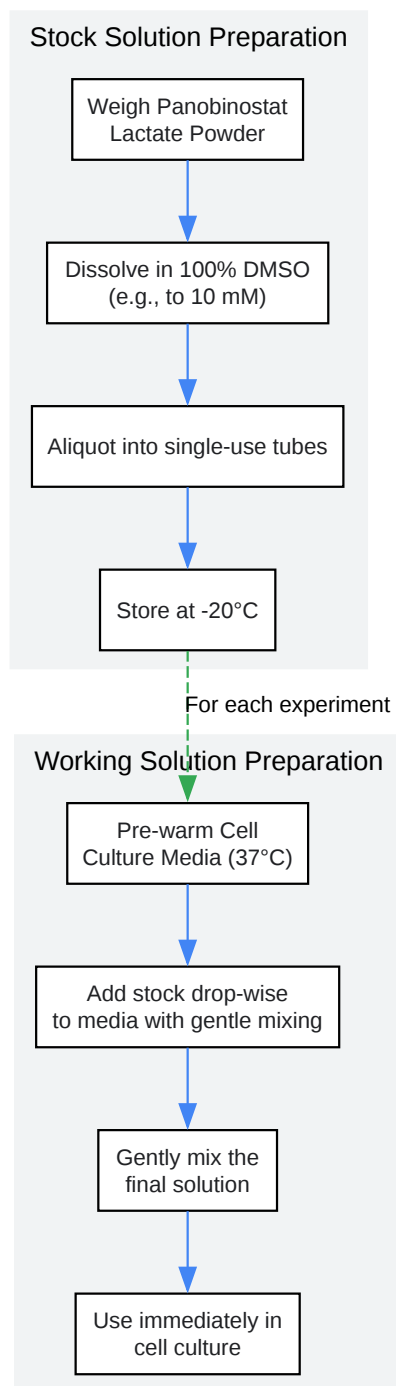 Stock Solution Preparation
Weigh Panobinostat
Lactate Powder
Dissolve in 100% DMSO
(e.g., to 10 mM)
Aliquot into single-use tubes
Store at -20°C
For each experiment
Working Solution Preparation
Pre-warm Cell
Culture Media (37°C)
Add stock drop-wise
to media with gentle mixing
Gently mix the
final solution
Use immediately in
cell culture